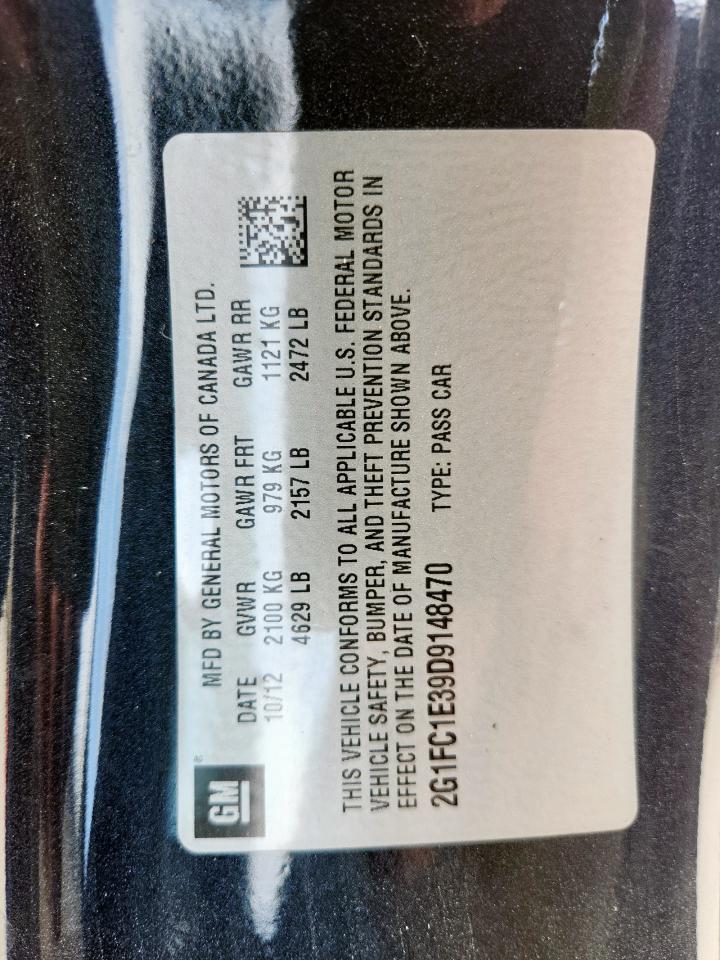 GM ®
MFD BY GENERAL MOTORS OF CANADA LTD.
DATE GVWR GAWR FRT GAWR RR
10/12 2100 KG 979 KG 1121 KG
4629 LB 2157 LB 2472 LB
THIS VEHICLE CONFORMS TO ALL APPLICABLE U.S. FEDERAL MOTOR
VEHICLE SAFETY, BUMPER, AND THEFT PREVENTION STANDARDS IN
EFFECT ON THE DATE OF MANUFACTURE SHOWN ABOVE.
2G1FC1E39D9148470 TYPE: PASS CAR